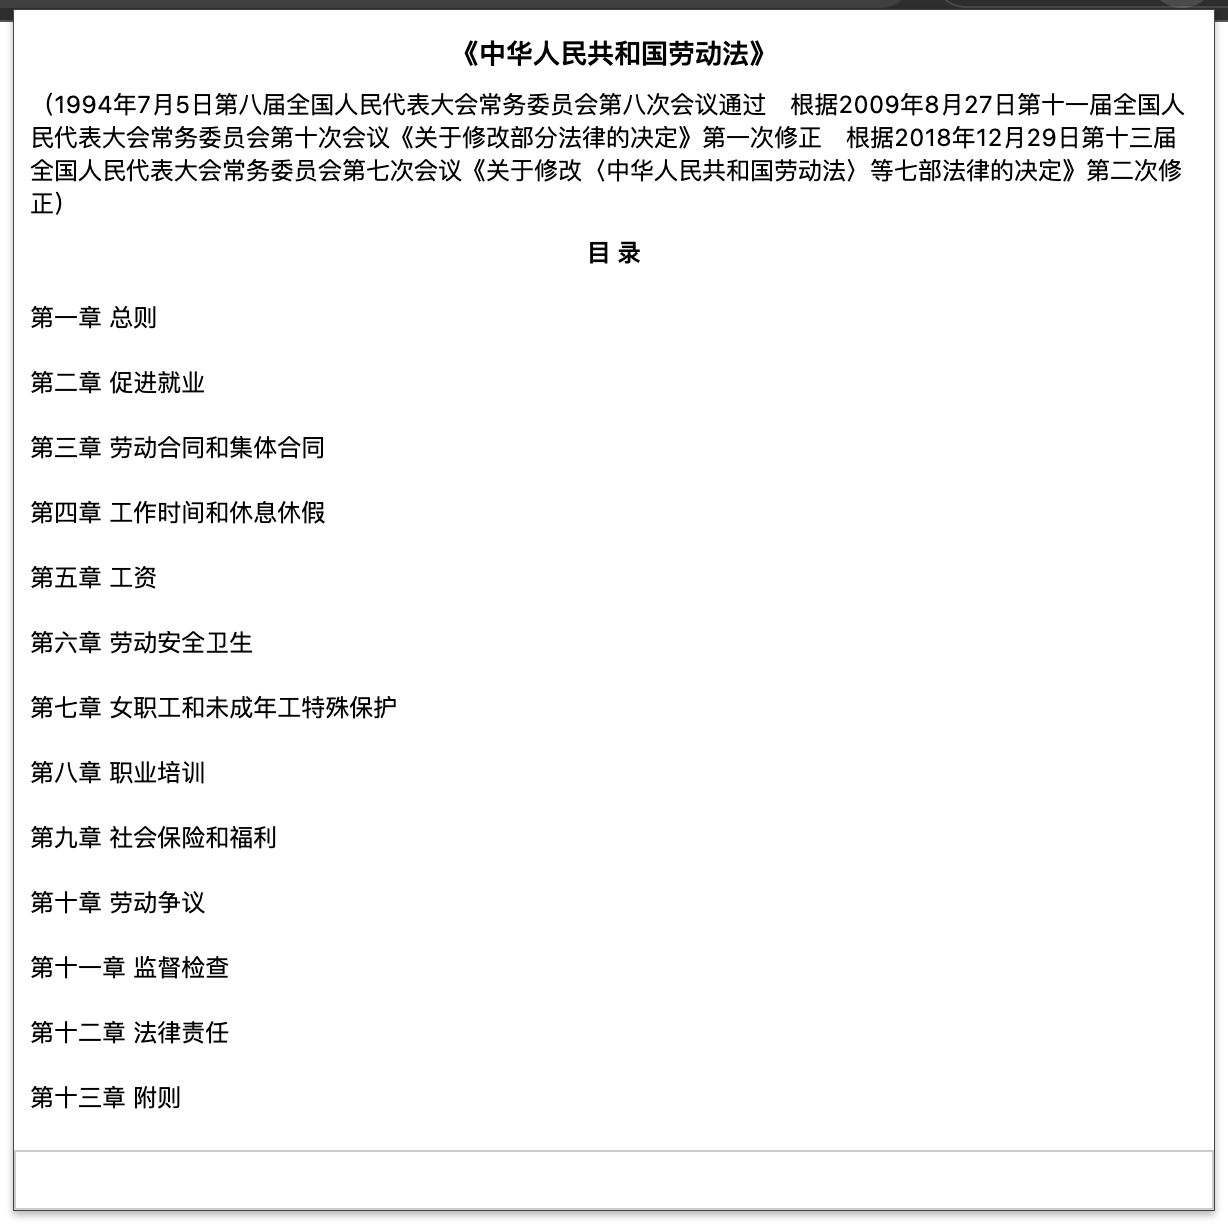 《中华人民共和国劳动法》
（1994年7月5日第八届全国人民代表大会常务委员会第八次会议通过　根据2009年8月27日第十一届全国人
民代表大会常务委员会第十次会议《关于修改部分法律的决定》第一次修正　根据2018年12月29日第十三届
全国人民代表大会常务委员会第七次会议《关于修改〈中华人民共和国劳动法〉等七部法律的决定》第二次修
正）
目 录
第一章 总则
第二章 促进就业
第三章 劳动合同和集体合同
第四章 工作时间和休息休假
第五章 工资
第六章 劳动安全卫生
第七章 女职工和未成年工特殊保护
第八章 职业培训
第九章 社会保险和福利
第十章 劳动争议
第十一章 监督检查
第十二章 法律责任
第十三章 附则